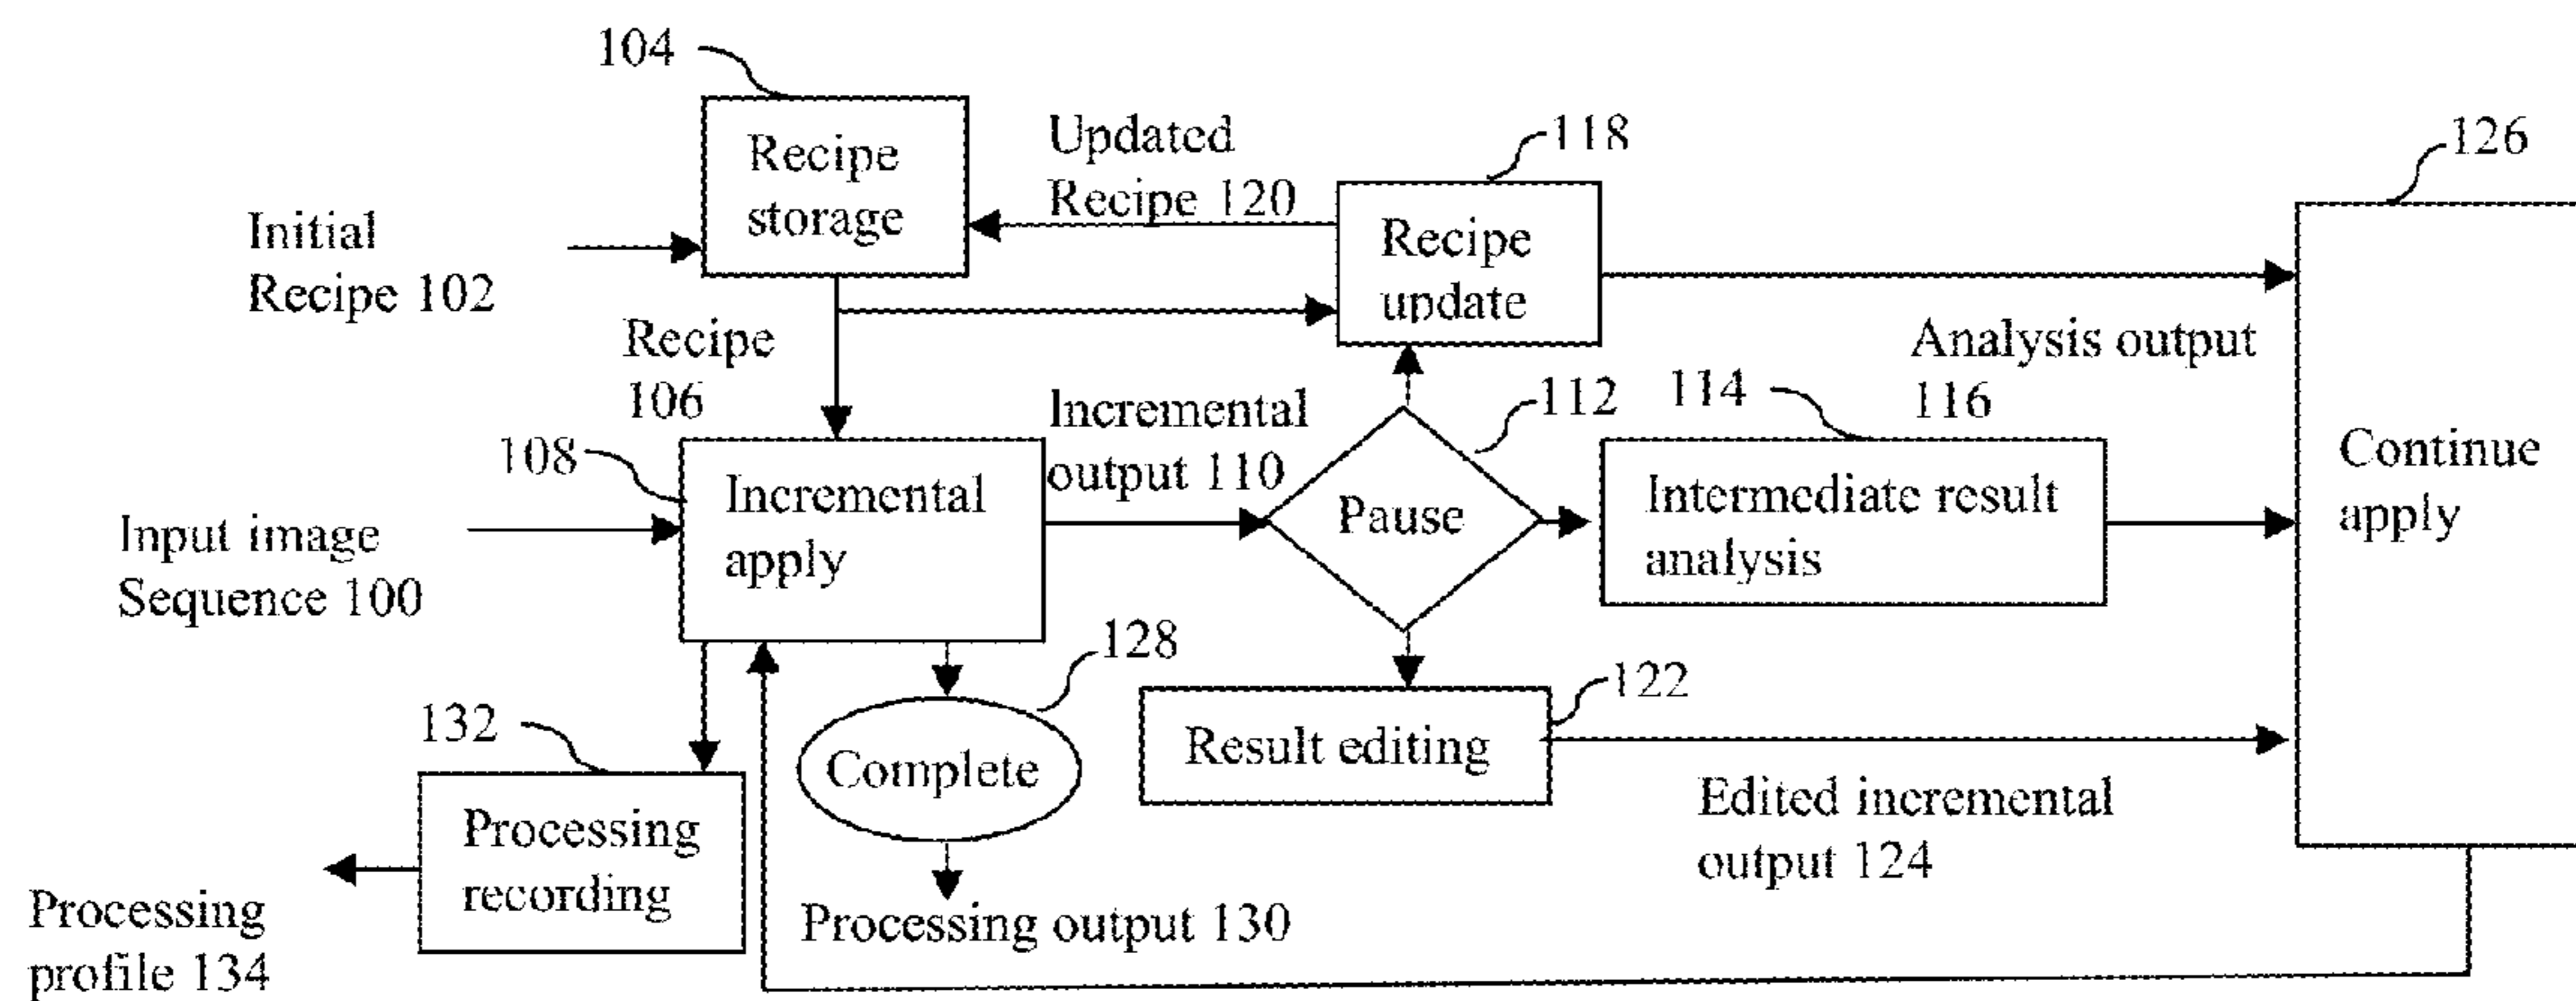 104
Recipe
storage
Updated
Recipe 120
118
126
Initial
Recipe 102
Recipe
update
Recipe
106
Analysis output
116
Incremental
output 110
112
114
Continue
apply
108
Incremental
apply
Pause
Intermediate result
analysis
Input image
Sequence 100
128
122
132
Complete
Result editing
Edited incremental
output 124
Processing
recording
Processing output 130
Processing
profile 134